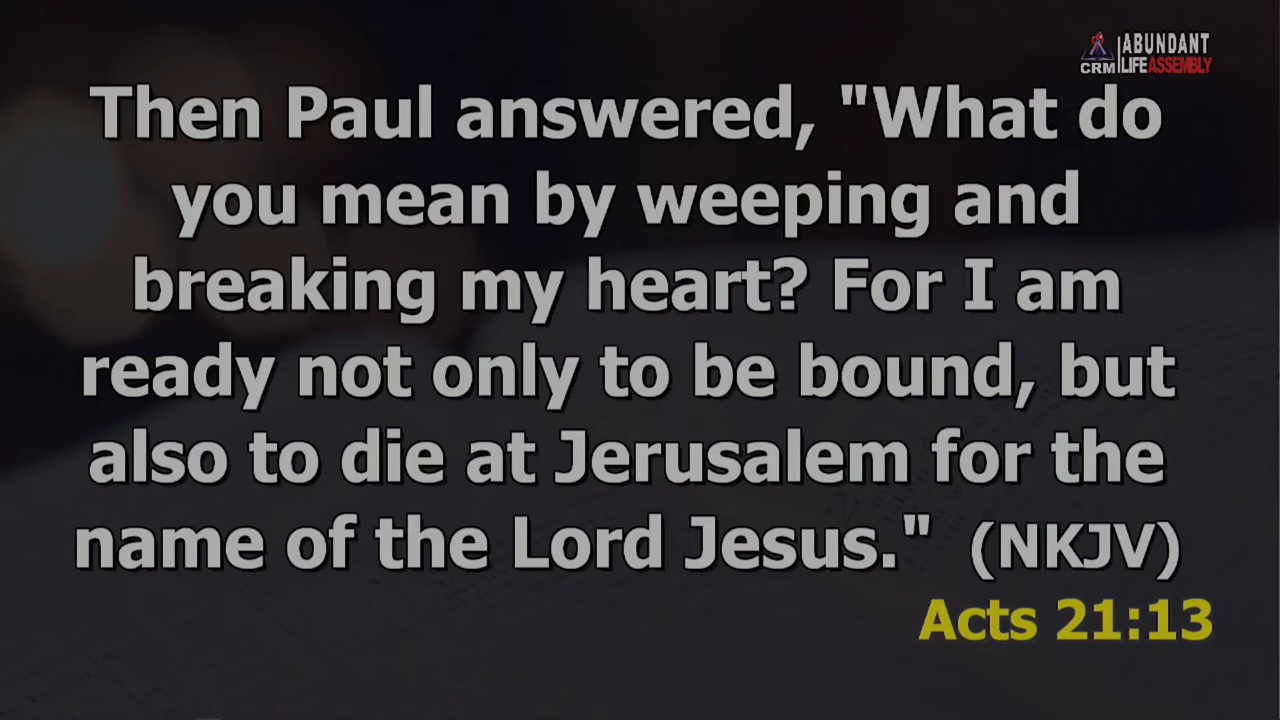 CRM
ABUNDANT
LIFE ASSEMBLY
Then Paul answered, "What do
you mean by weeping and
breaking my heart? For I am
ready not only to be bound, but
also to die at Jerusalem for the
name of the Lord Jesus." (NKJV)
Acts 21:13